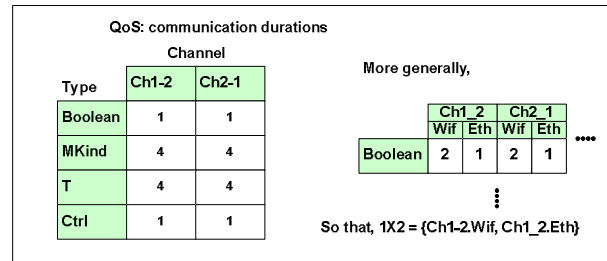 QoS: communication durations
Channel
Type Ch1-2 Ch2-1
Boolean 1 1
MKind 4 4
T 4 4
Ctrl 1 1
More generally,
Ch1_2 Ch2_1
Wif Eth Wif Eth
Boolean 2 1 2 1
So that, 1X2 = {Ch1-2.Wif, Ch1_2.Eth}